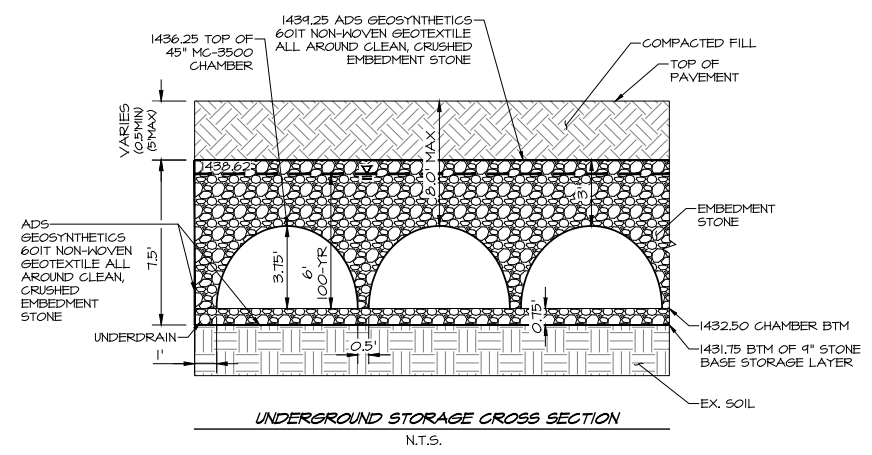 1439.25 ADS GEOSYNTHETICS
601T NON-WOVEN GEOTEXTILE
ALL AROUND CLEAN, CRUSHED
EMBEDMENT STONE
1436.25 TOP OF
45" MC-3500
CHAMBER
COMPACTED FILL
TOP OF
PAVEMENT
VARIES
(0.5'MIN)
(5'MAX)
1438.62
8.0' MAX
3'
EMBEDMENT
STONE
ADS
GEOSYNTHETICS
601T NON-WOVEN
GEOTEXTILE ALL
AROUND CLEAN,
CRUSHED
EMBEDMENT
STONE
7.5'
3.75'
6'
100-YR
0.75'
UNDERDRAIN
1'
0.5'
1432.50 CHAMBER BTM
1431.75 BTM OF 9" STONE
BASE STORAGE LAYER
EX. SOIL
UNDERGROUND STORAGE CROSS SECTION
N.T.S.